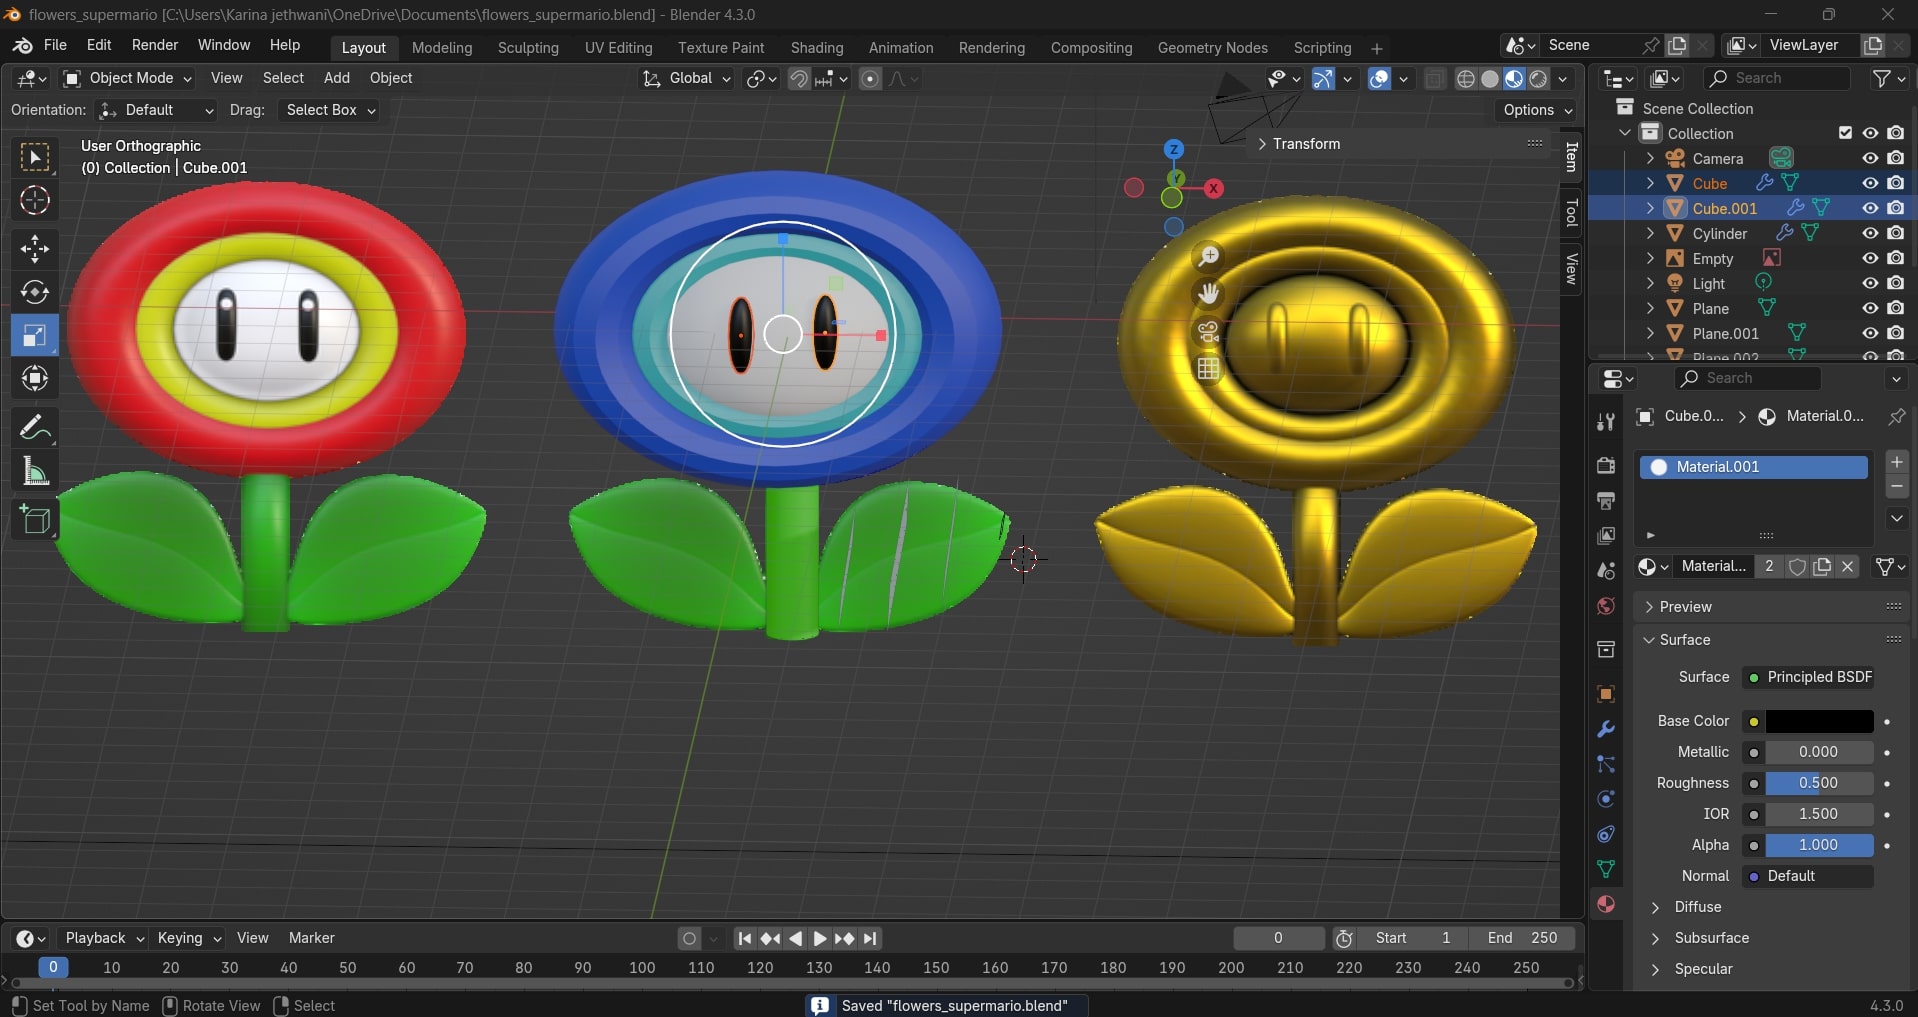 flowers_supermario [C:\Users\Karina jethwani\OneDrive\Documents\flowers_supermario.blend] - Blender 4.3.0
File Edit Render Window Help Layout Modeling Sculpting UV Editing Texture Paint Shading Animation Rendering Compositing Geometry Nodes Scripting + Scene ViewLayer
Object Mode View Select Add Object Global Search
Orientation: Default Drag: Select Box Options
User Orthographic
(0) Collection | Cube.001
Transform
Item
Tool
View
Z
Y
X
Scene Collection
Collection
Camera
Cube
Cube.001
Cylinder
Empty
Light
Plane
Plane.001
Plane.002
Search
Cube.0... Material.0...
Material.001
Material... 2
Preview
Surface
Surface Principled BSDF
Base Color
Metallic 0.000
Roughness 0.500
IOR 1.500
Alpha 1.000
Normal Default
Diffuse
Subsurface
Specular
Playback Keying View Marker 0 Start 1 End 250
0 10 20 30 40 50 60 70 80 90 100 110 120 130 140 150 160 170 180 190 200 210 220 230 240 250
Set Tool by Name Rotate View Select Saved "flowers_supermario.blend" 4.3.0